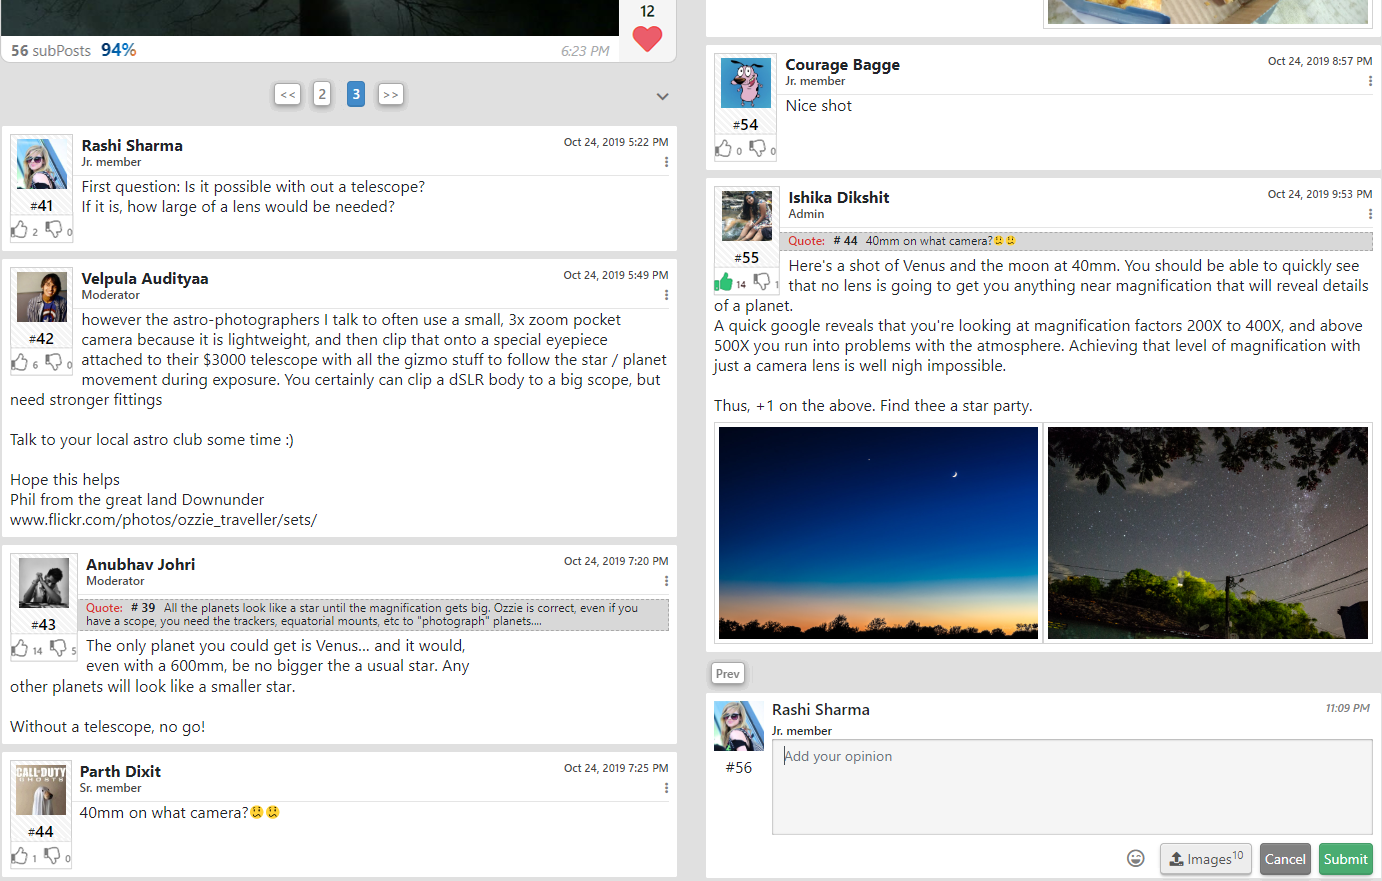 12
56 subPosts 94%
6:23 PM
<< 2 3 >>
Rashi Sharma
Oct 24, 2019 5:22 PM
Jr. member
#41
2 0
First question: Is it possible with out a telescope?
If it is, how large of a lens would be needed?
Velpula Audityaa
Oct 24, 2019 5:49 PM
Moderator
#42
6 0
however the astro-photographers I talk to often use a small, 3x zoom pocket
camera because it is lightweight, and then clip that onto a special eyepiece
attached to their $3000 telescope with all the gizmo stuff to follow the star / planet
movement during exposure. You certainly can clip a dSLR body to a big scope, but
need stronger fittings
Talk to your local astro club some time :)
Hope this helps
Phil from the great land Downunder
www.flickr.com/photos/ozzie_traveller/sets/
Anubhav Johri
Oct 24, 2019 7:20 PM
Moderator
#43
14 5
Quote: # 39 All the planets look like a star until the magnification gets big. Ozzie is correct, even if you
have a scope, you need the trackers, equatorial mounts, etc to "photograph" planets....
The only planet you could get is Venus... and it would,
even with a 600mm, be no bigger the a usual star. Any
other planets will look like a smaller star.
Without a telescope, no go!
CALL·DUTY
GHOSTS
Parth Dixit
Oct 24, 2019 7:25 PM
Sr. member
#44
1 0
40mm on what camera?
Courage Bagge
Oct 24, 2019 8:57 PM
Jr. member
#54
0 0
Nice shot
Ishika Dikshit
Oct 24, 2019 9:53 PM
Admin
#55
14 1
Quote: # 44 40mm on what camera?
Here's a shot of Venus and the moon at 40mm. You should be able to quickly see
that no lens is going to get you anything near magnification that will reveal details
of a planet.
A quick google reveals that you're looking at magnification factors 200X to 400X, and above
500X you run into problems with the atmosphere. Achieving that level of magnification with
just a camera lens is well nigh impossible.
Thus, +1 on the above. Find thee a star party.
Prev
Rashi Sharma
11:09 PM
Jr. member
#56
Add your opinion
Images10
Cancel
Submit